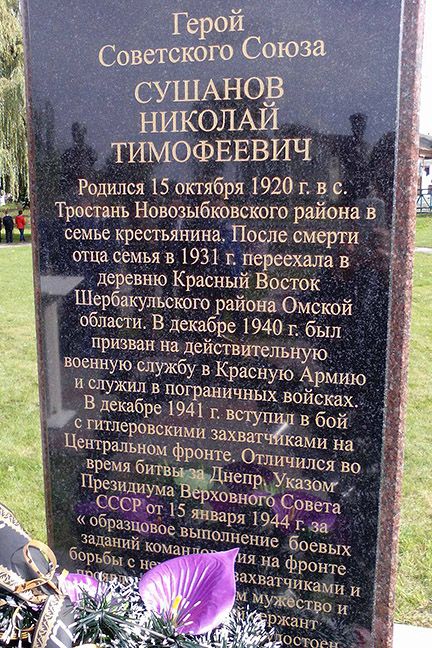 Герой
Советского Союза
СУШАНОВ
НИКОЛАЙ
ТИМОФЕЕВИЧ
Родился 15 октября 1920 г. в с.
Тростань Новозыбковского района в
семье крестьянина. После смерти
отца семья в 1931 г. переехала в
деревню Красный Восток
Шербакульского района Омской
области. В декабре 1940 г. был
призван на действительную
военную службу в Красную Армию
и служил в пограничных войсках.
В декабре 1941 г. вступил в бой
с гитлеровскими захватчиками на
Центральном фронте. Отличился во
время битвы за Днепр. Указом
Президиума Верховного Совета
СССР от 15 января 1944 г. за
« образцовое выполнение боевых
заданий командования на фронте
борьбы с захватчиками и
мужество и